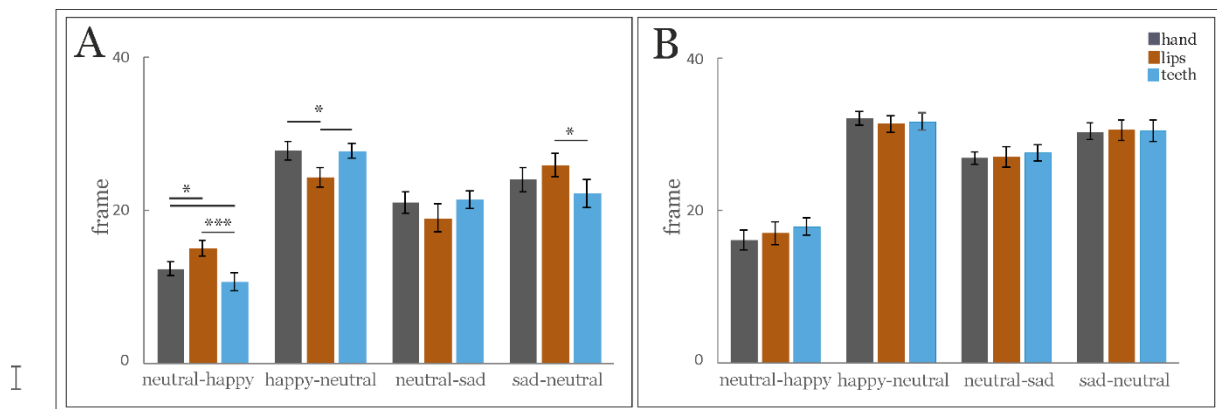 A
40
20
0
frame
*
***
*
*
neutral-happy
happy-neutral
neutral-sad
sad-neutral
B
40
20
0
frame
hand
lips
teeth
neutral-happy
happy-neutral
neutral-sad
sad-neutral